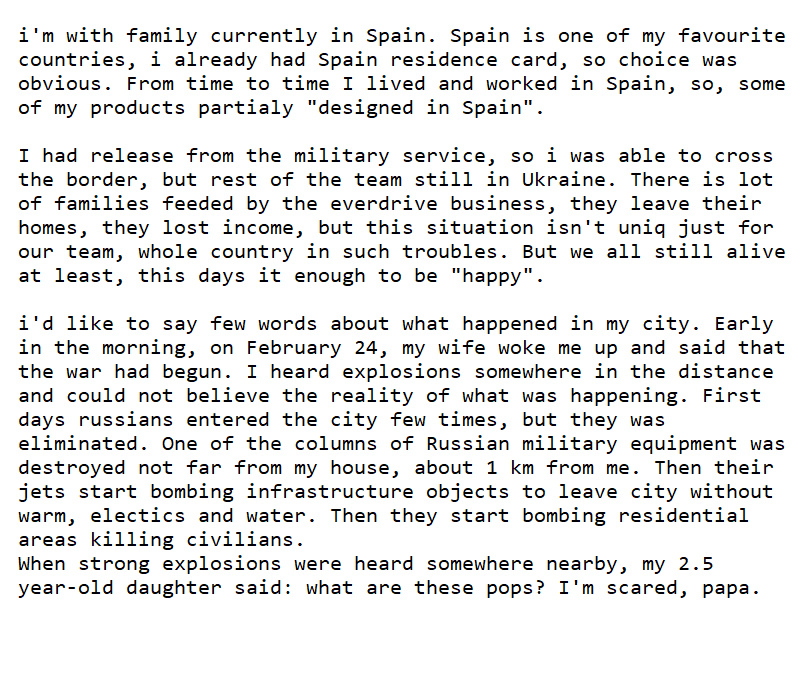 i'm with family currently in Spain. Spain is one of my favourite
countries, i already had Spain residence card, so choice was
obvious. From time to time I lived and worked in Spain, so, some
of my products partialy "designed in Spain".
I had release from the military service, so i was able to cross
the border, but rest of the team still in Ukraine. There is lot
of families feeded by the everdrive business, they leave their
homes, they lost income, but this situation isn't uniq just for
our team, whole country in such troubles. But we all still alive
at least, this days it enough to be "happy".
i'd like to say few words about what happened in my city. Early
in the morning, on February 24, my wife woke me up and said that
the war had begun. I heard explosions somewhere in the distance
and could not believe the reality of what was happening. First
days russians entered the city few times, but they was
eliminated. One of the columns of Russian military equipment was
destroyed not far from my house, about 1 km from me. Then their
jets start bombing infrastructure objects to leave city without
warm, electics and water. Then they start bombing residential
areas killing civilians.
When strong explosions were heard somewhere nearby, my 2.5
year-old daughter said: what are these pops? I'm scared, papa.